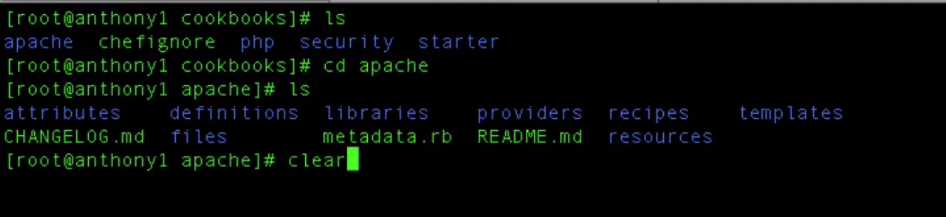 [root@anthony1 cookbooks]# ls
apache  chefignore  php  security  starter
[root@anthony1 cookbooks]# cd apache
[root@anthony1 apache]# ls
attributes    definitions  libraries    providers  recipes    templates
CHANGELOG.md  files        metadata.rb  README.md  resources
[root@anthony1 apache]# clear